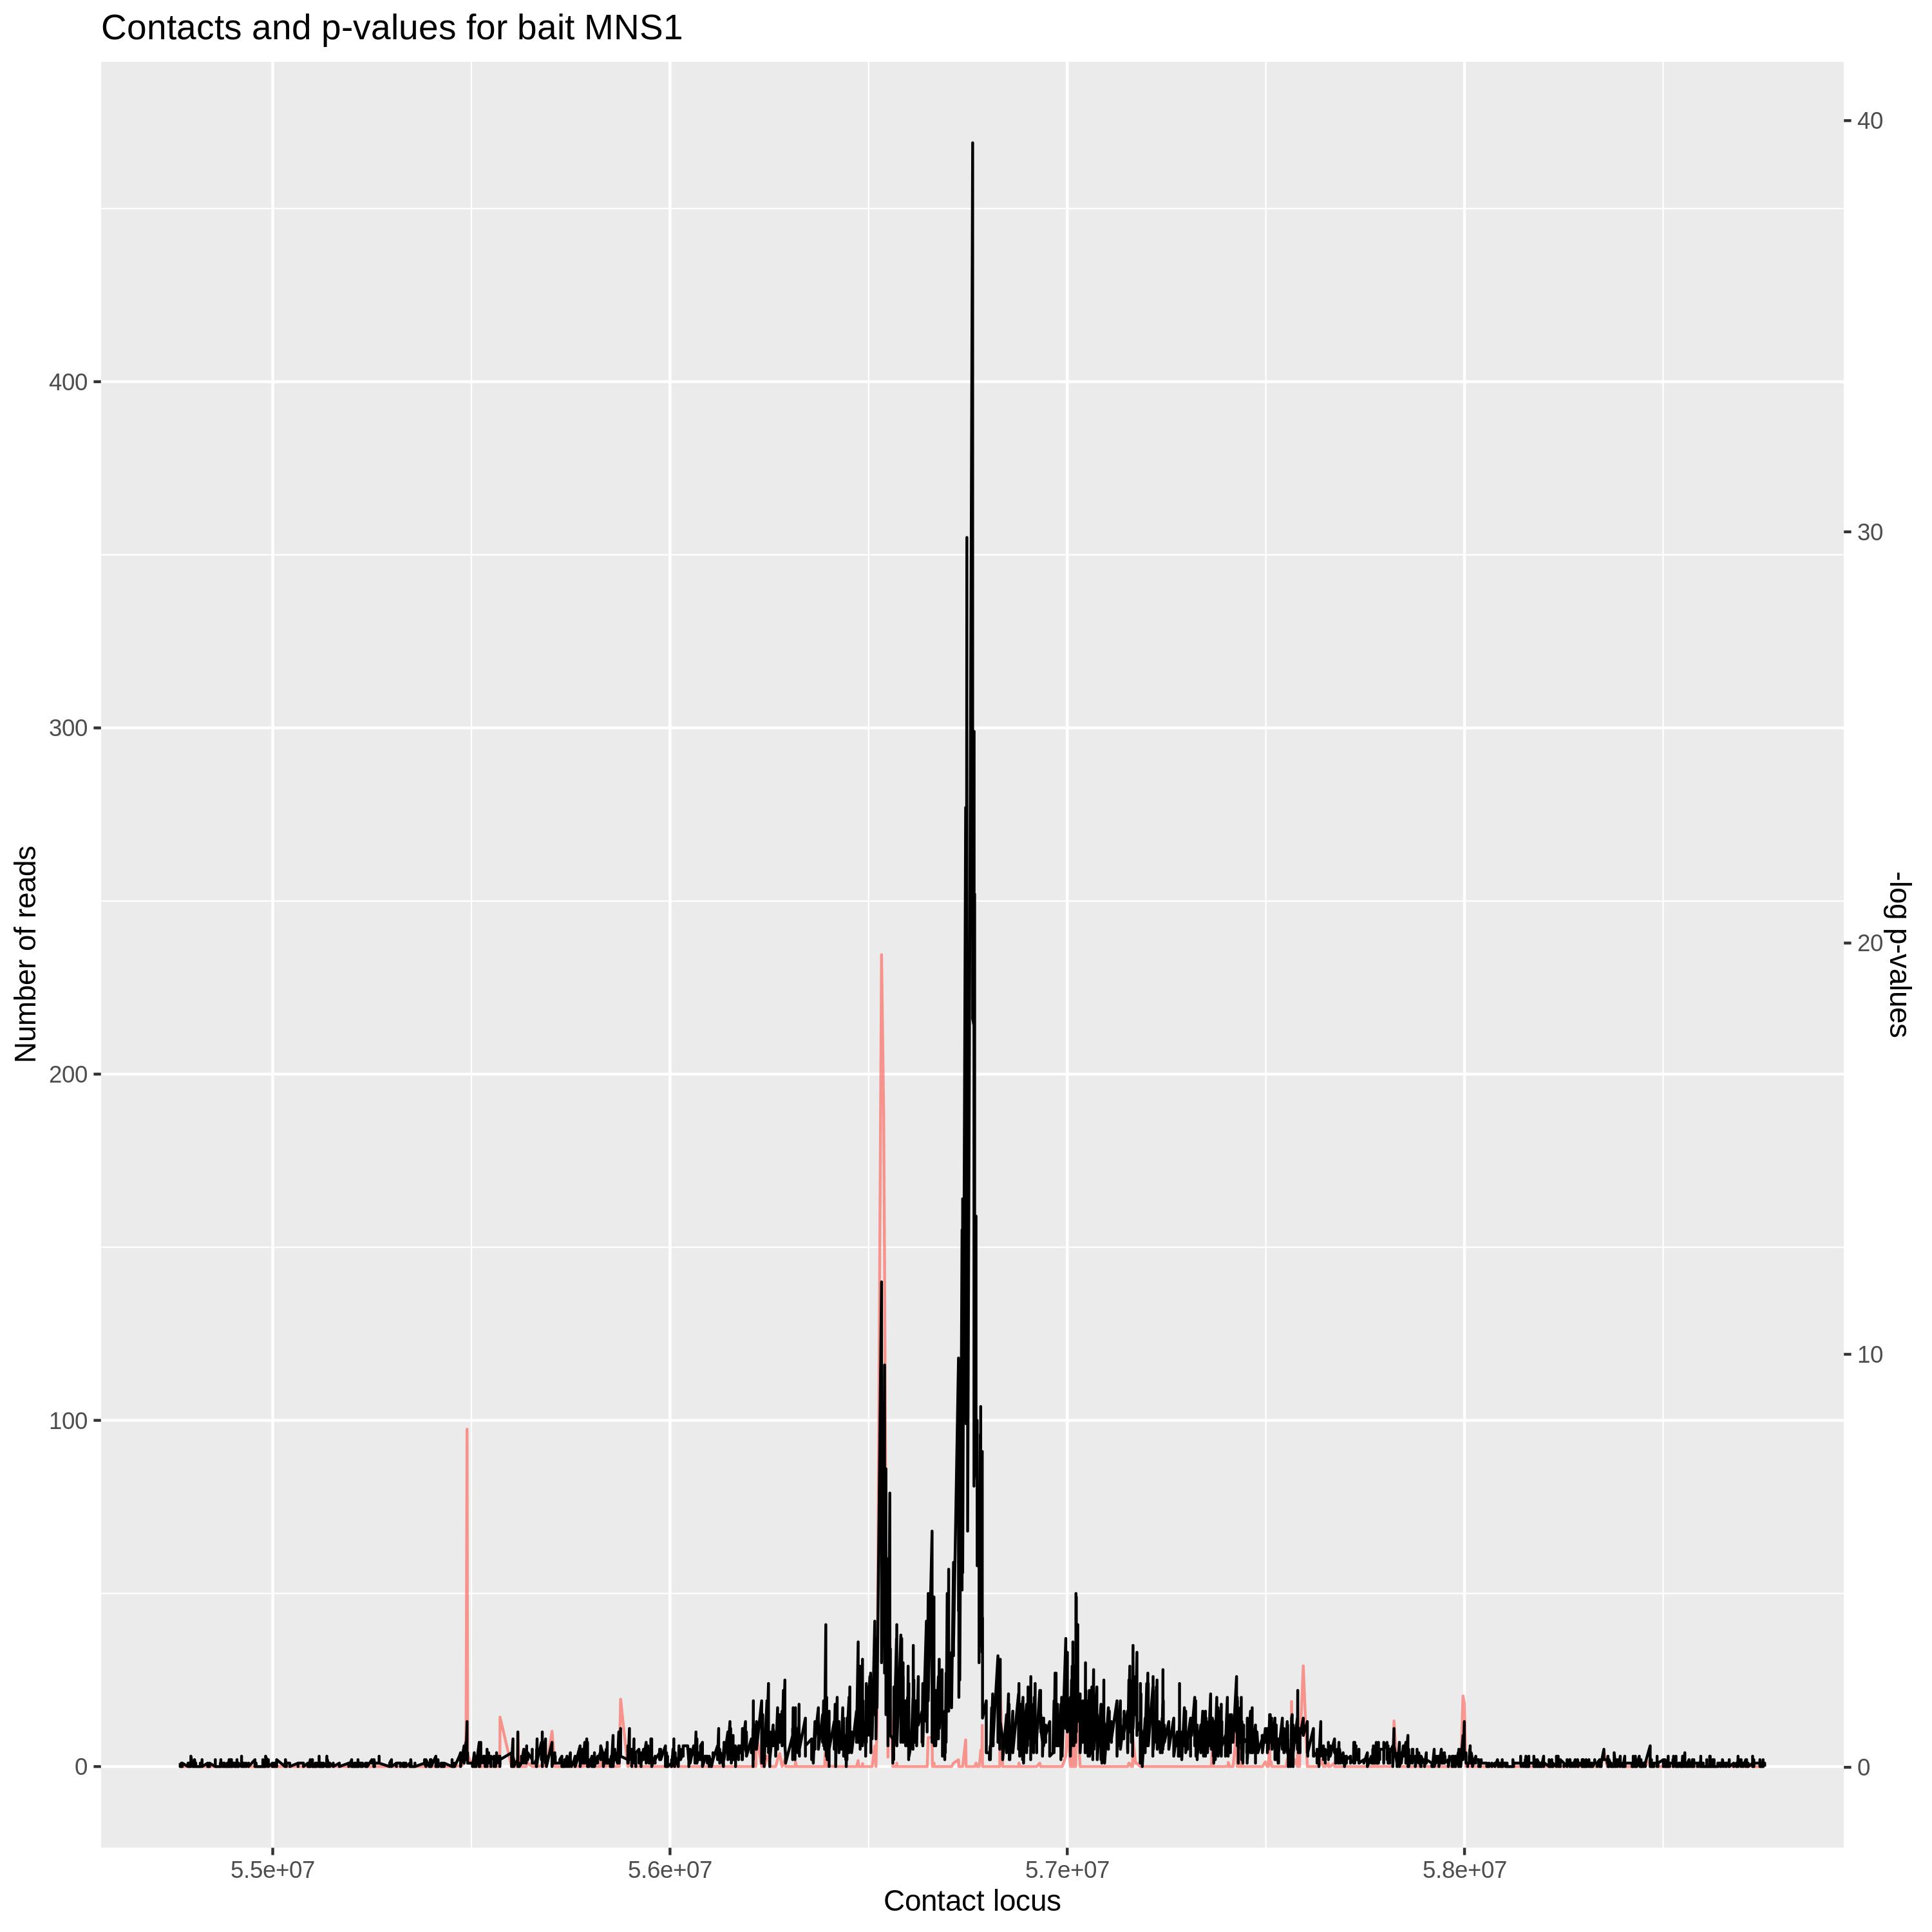 Contacts and p-values for bait MNS1
40
30
20
10
0
400
300
200
100
0
Number of reads
-log p-values
5.5e+07
5.6e+07
5.7e+07
5.8e+07
Contact locus